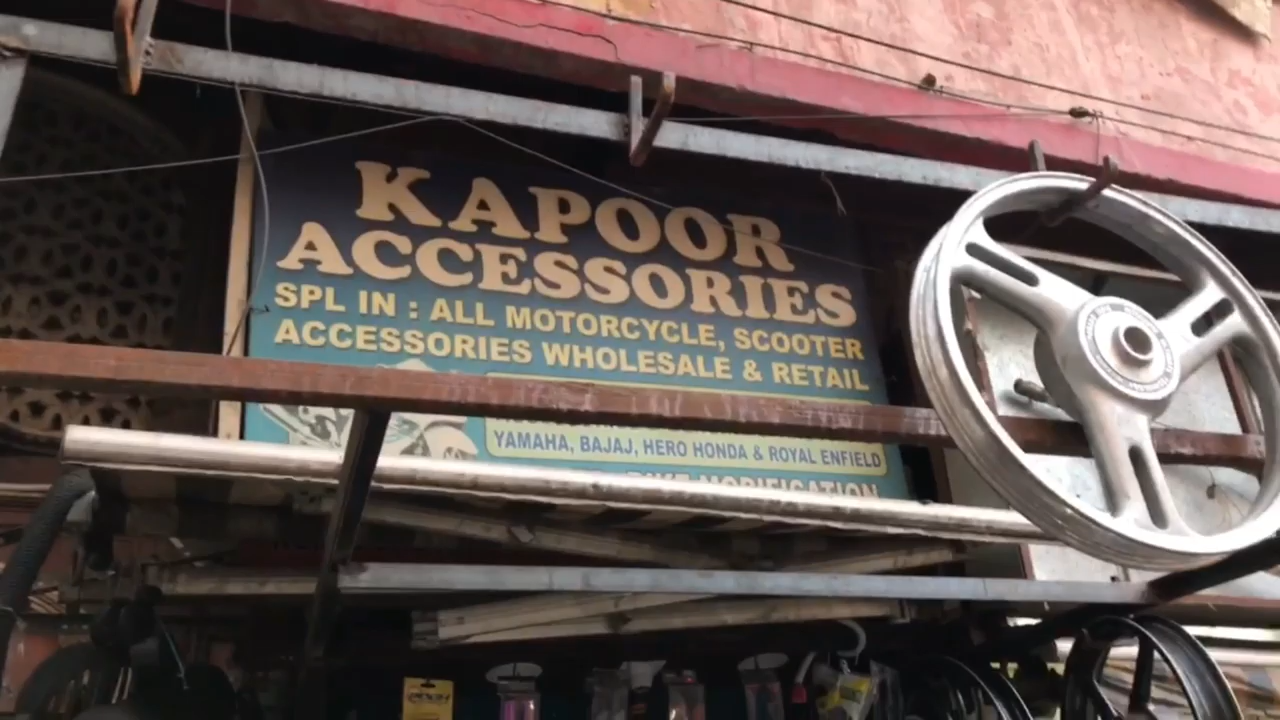 KAPOOR
ACCESSORIES
SPL IN : ALL MOTORCYCLE, SCOOTER
ACCESSORIES WHOLESALE & RETAIL
YAMAHA, BAJAJ, HERO HONDA & ROYAL ENFIELD